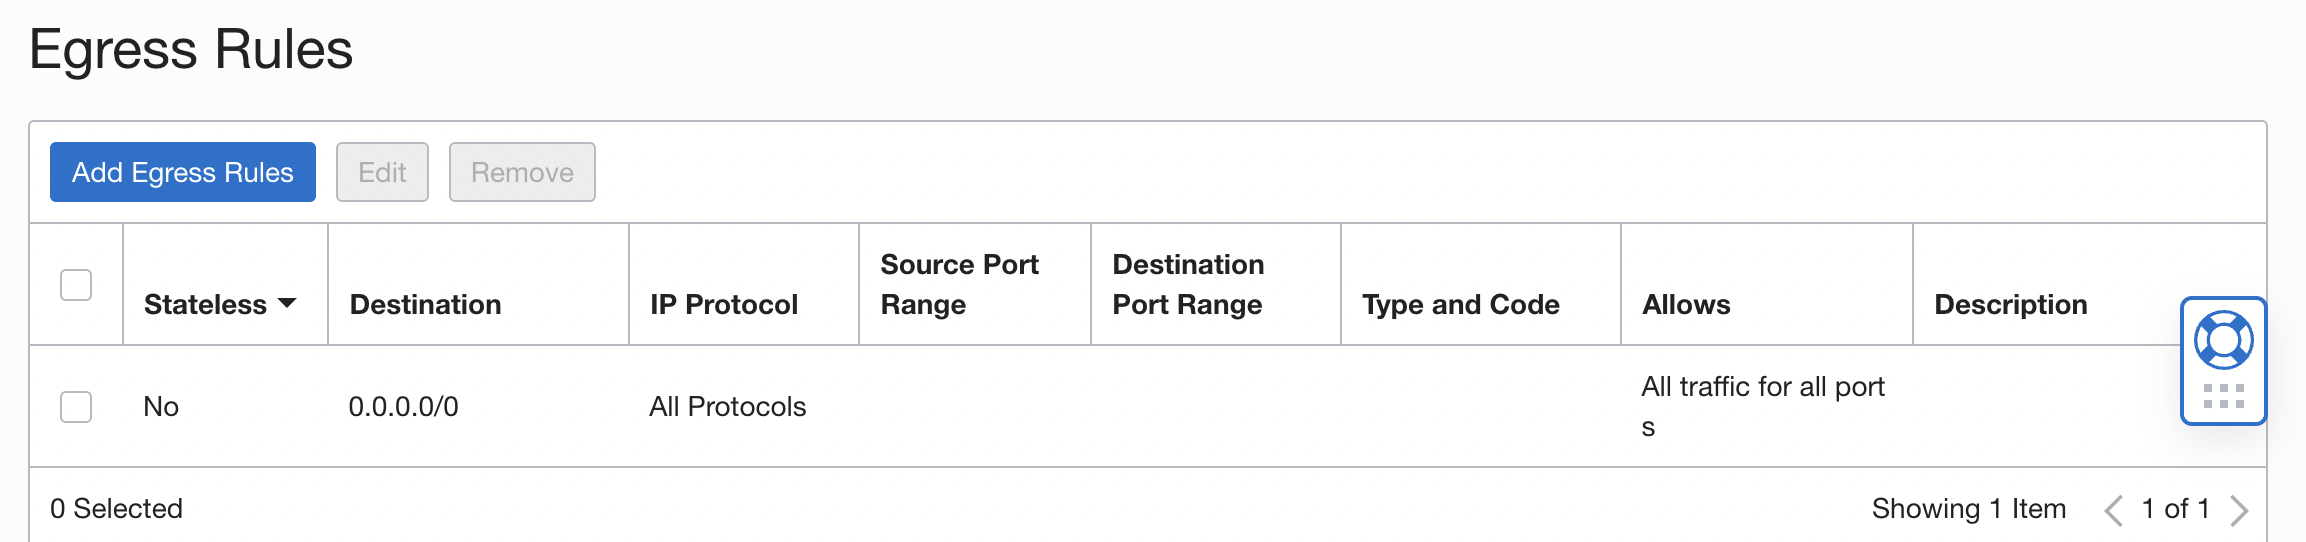 Egress Rules
Add Egress Rules Edit Remove
Stateless Destination IP Protocol Source Port Range Destination Port Range Type and Code Allows Description
No 0.0.0.0/0 All Protocols All traffic for all port
s
0 Selected Showing 1 Item 1 of 1